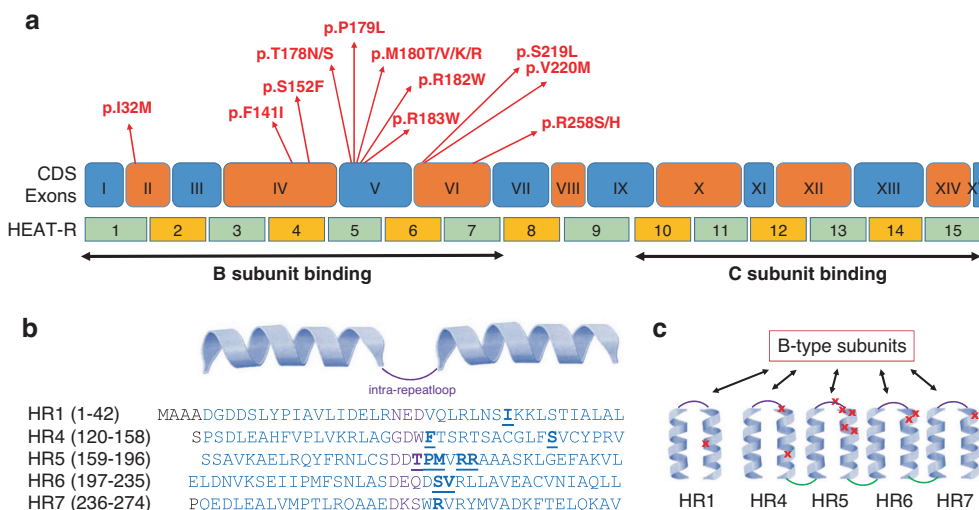 a
p.P179L
p.T178N/S
p.M180T/V/K/R
p.S219L
p.V220M
p.S152F
p.R182W
p.I32M
p.F141I
p.R183W
p.R258S/H
CDS
Exons
I II III IV V VI VII VIII IX X XI XII XIII XIV
HEAT-R
1 2 3 4 5 6 7 8 9 10 11 12 13 14 15
B subunit binding
C subunit binding
b
intra-repeatloop
HR1 (1-42) MAAADGDDSLYPIAVLIDELRNEDVQLRLNSIKKLSTIALAL
HR4 (120-158) SPSDLEAHFVPLVKRLAGGDWFTSRTSACGLFSVCYPRV
HR5 (159-196) SSAVKAELRQYFRNLCSDDTPMVRRAAASKLGEFAKVL
HR6 (197-235) ELDNVKSEIIPMFSNLASDEQDSVRLLAVEACVNIAQLL
HR7 (236-274) PQEDLEALVMPTLRQAAEDKSWRVRYMVADKFTELQKAV
c
B-type subunits
HR1 HR4 HR5 HR6 HR7